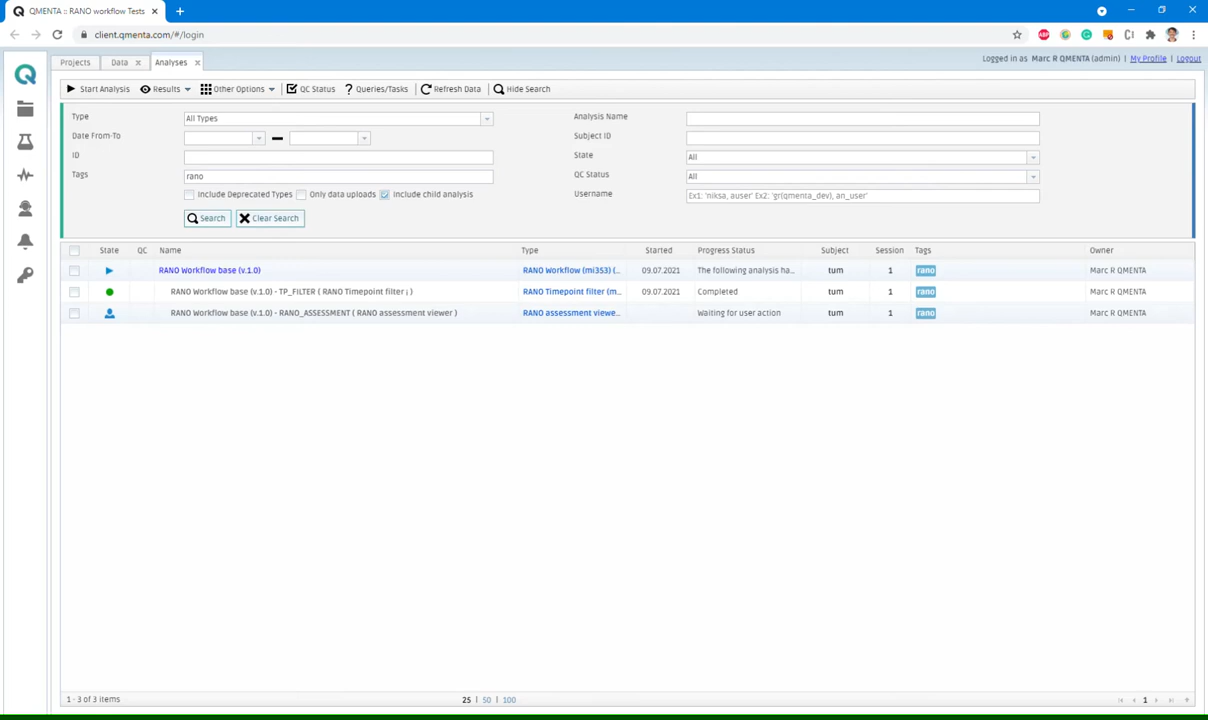 QMENTA :: RANO workflow Tests
client.qmenta.com/#/login
Projects Data Analyses
Logged in as Marc R QMENTA (admin) | My Profile | Logout
Start Analysis Results Other Options QC Status ? Queries/Tasks Refresh Data Hide Search
Type All Types Analysis Name
Date From-To Subject ID
ID State All
Tags rano QC Status All
Include Deprecated Types Only data uploads Include child analysis Username Ex1: 'niksa, auser' Ex2: 'gr(qmenta_dev), an_user'
Search Clear Search
State QC Name Type Started Progress Status Subject Session Tags Owner
RANO Workflow base (v.1.0) RANO Workflow (mi353) (... 09.07.2021 The following analysis ha... tum 1 rano Marc R QMENTA
RANO Workflow base (v.1.0) - TP_FILTER ( RANO Timepoint filter ) RANO Timepoint filter (m... 09.07.2021 Completed tum 1 rano Marc R QMENTA
RANO Workflow base (v.1.0) - RANO_ASSESSMENT ( RANO assessment viewer ) RANO assessment viewe... Waiting for user action tum 1 rano Marc R QMENTA
1 - 3 of 3 items 25 | 50 | 100 1